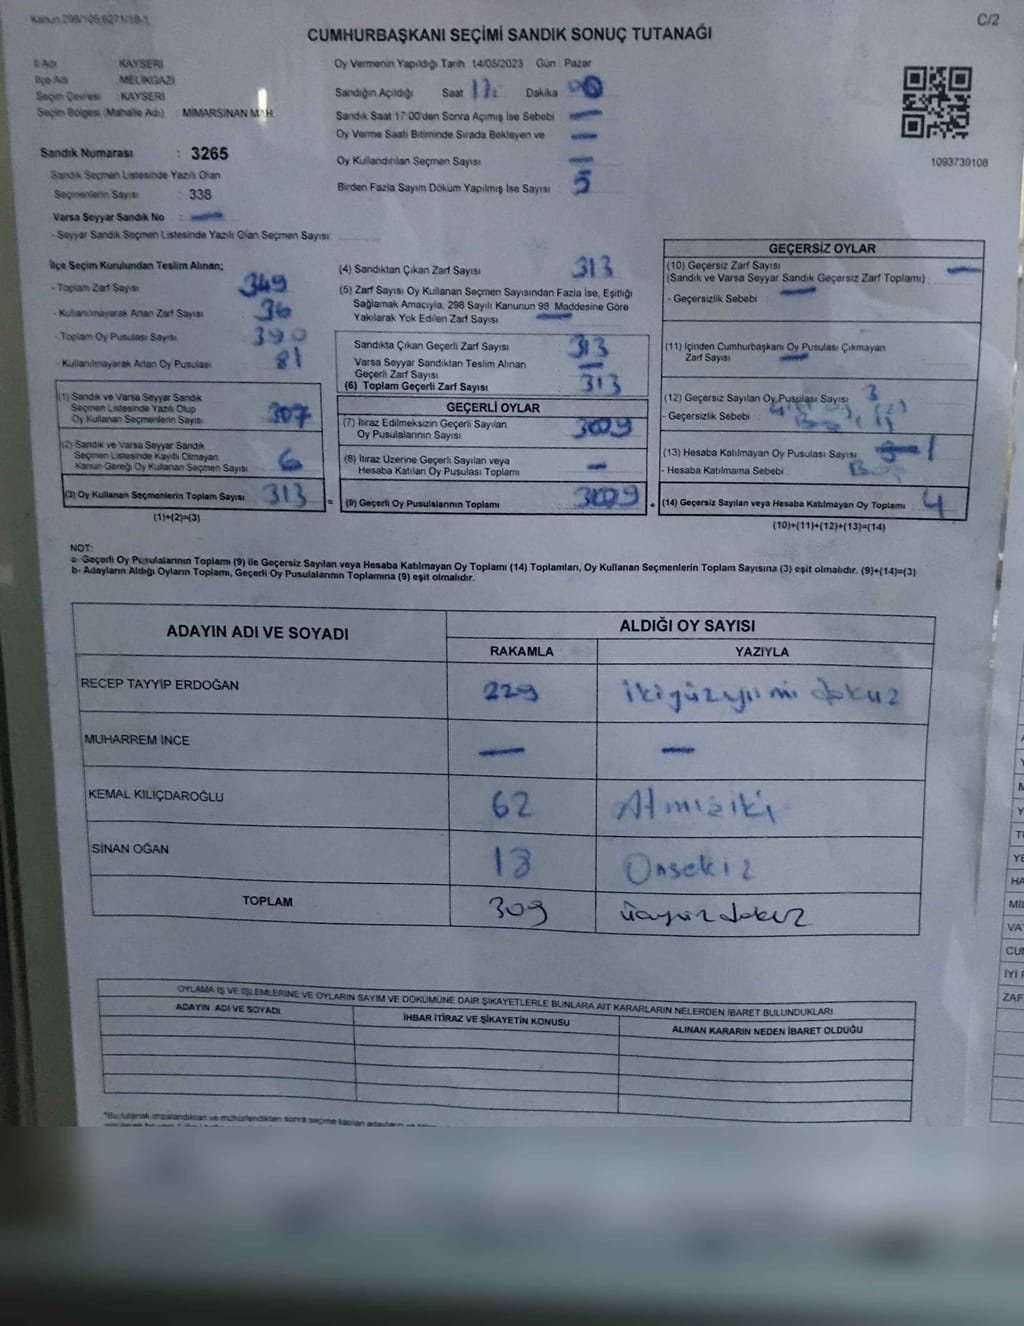 Kanun.298/105,6271/18-1
C/2
CUMHURBAŞKANI SEÇİMİ SANDIK SONUÇ TUTANAĞI
İl Adı KAYSERİ
İlçe Adı MELİKGAZİ
Seçim Çevresi : KAYSERİ
Seçim Bölgesi (Mahalle Adı) : MİMARSİNAN MAH
Sandık Numarası : 3265
Sandık Seçmen Listesinde Yazılı Olan
Seçmenlerin Sayısı : 338
Varsa Seyyar Sandık No : —
- Seyyar Sandık Seçmen Listesinde Yazılı Olan Seçmen Sayısı:
Oy Vermenin Yapıldığı Tarih 14/05/2023 Gün Pazar
Sandığın Açıldığı Saat Dakika 00
Sandık Saat 17:00'den Sonra Açımış İse Sebebi —
Oy Verme Saati Bitiminde Sırada Bekleyen ve —
Oy Kullandırılan Seçmen Sayısı —
Birden Fazla Sayım Döküm Yapılmış İse Sayısı 5
1093739108
İlçe Seçim Kurulundan Teslim Alınan;
- Toplam Zarf Sayısı 349
- Kullanılmayarak Artan Zarf Sayısı 36
- Toplam Oy Pusulası Sayısı 390
- Kullanılmayarak Artan Oy Pusulası 81
(1) Sandık ve Varsa Seyyar Sandık
Seçmen Listesinde Yazılı Olup
Oy Kullanan Seçmenlerin Sayısı 307
(2) Sandık ve Varsa Seyyar Sandık
Seçmen Listesinde Kayıtlı Olmayan
Kanun Gereği Oy Kullanan Seçmen Sayısı 6
(3) Oy Kullanan Seçmenlerin Toplam Sayısı 313
(1)+(2)=(3)
(4) Sandıktan Çıkan Zarf Sayısı 313
(5) Zarf Sayısı Oy Kullanan Seçmen Sayısından Fazla İse, Eşitliği
Sağlamak Amacıyla, 298 Sayılı Kanunun 98 Maddesine Göre
Yakılarak Yok Edilen Zarf Sayısı —
Sandıkta Çıkan Geçerli Zarf Sayısı 313
Varsa Seyyar Sandıktan Teslim Alınan
Geçerli Zarf Sayısı —
(6) Toplam Geçerli Zarf Sayısı 313
GEÇERLİ OYLAR
(7) İtiraz Edilmeksizin Geçerli Sayılan
Oy Pusulalarının Sayısı 309
(8) İtiraz Üzerine Geçerli Sayılan veya
Hesaba Katılan Oy Pusulası Toplamı —
= (9) Geçerli Oy Pusulalarının Toplamı 309 +
GEÇERSİZ OYLAR
(10) Geçersiz Zarf Sayısı —
(Sandık ve Varsa Seyyar Sandık Geçersiz Zarf Toplamı)
- Geçersizlik Sebebi —
(11) İçinden Cumhurbaşkanı Oy Pusulası Çıkmayan
Zarf Sayısı —
(12) Geçersiz Sayılan Oy Pusulası Sayısı 3
- Geçersizlik Sebebi
(13) Hesaba Katılmayan Oy Pusulası Sayısı 1
- Hesaba Katılmama Sebebi
(14) Geçersiz Sayılan veya Hesaba Katılmayan Oy Toplamı 4
(10)+(11)+(12)+(13)=(14)
NOT:
a- Geçerli Oy Pusulalarının Toplamı (9) ile Geçersiz Sayılan veya Hesaba Katılmayan Oy Toplamı (14) Toplamları, Oy Kullanan Seçmenlerin Toplam Sayısına (3) eşit olmalıdır. (9)+(14)=(3)
b- Adayların Aldığı Oyların Toplamı, Geçerli Oy Pusulalarının Toplamına (9) eşit olmalıdır.
ADAYIN ADI VE SOYADI ALDIĞI OY SAYISI
RAKAMLA YAZIYLA
RECEP TAYYİP ERDOĞAN 229 ikiyüzyirmi dokuz
MUHARREM İNCE — —
KEMAL KILIÇDAROĞLU 62 Atmışiki
SİNAN OĞAN 18 Onsekiz
TOPLAM 309 üçyüzdokuz
OYLAMA İŞ VE İŞLEMLERİNE VE OYLARIN SAYIM VE DÖKÜMÜNE DAİR ŞİKAYETLERLE BUNLARA AİT KARARLARIN NELERDEN İBARET BULUNDUKLARI
ADAYIN ADI VE SOYADI İHBAR İTİRAZ VE ŞİKAYETİN KONUSU ALINAN KARARIN NEDEN İBARET OLDUĞU
*Bu tutanak imzalandıktan ve mühürlendikten sonra seçime katılan adayların